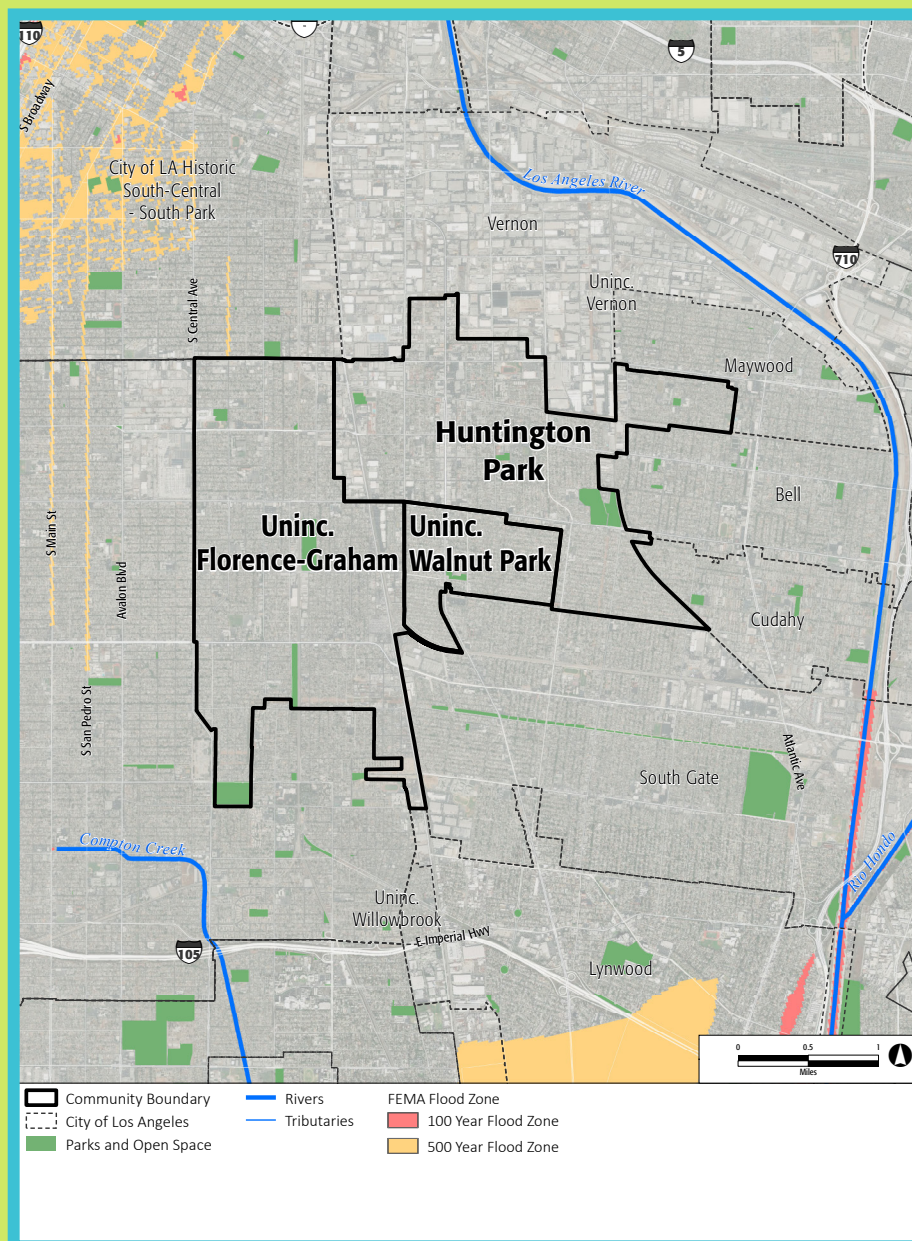 110
5
S Broadway
City of LA Historic
South-Central
- South Park
Los Angeles River
Vernon
710
Uninc.
Vernon
S Central Ave
Maywood
Huntington
Park
Bell
S Main St
Uninc.
Florence-Graham
Uninc.
Walnut Park
Avalon Blvd
Cudahy
S San Pedro St
Atlantic Ave
South Gate
Compton Creek
Rio Hondo
Uninc.
Willowbrook
E Imperial Hwy
105
Lynwood
0 0.5 1
Miles
Community Boundary
City of Los Angeles
Parks and Open Space
Rivers
Tributaries
FEMA Flood Zone
100 Year Flood Zone
500 Year Flood Zone